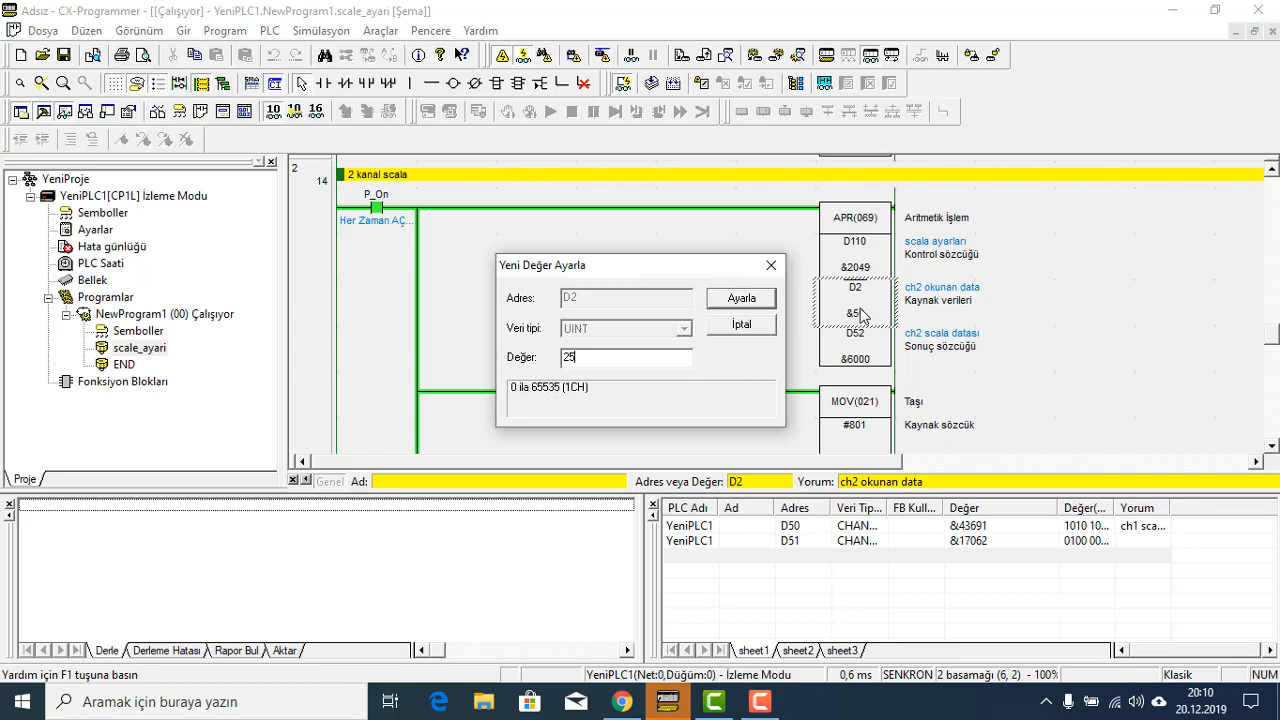 Adsız - CX-Programmer - [[Çalışıyor] - YeniPLC1.NewProgram1.scale_ayari [Şema]]
Dosya Düzen Görünüm Gir Program PLC Simülasyon Araçlar Pencere Yardım
10 10 16
YeniProje
YeniPLC1[CP1L] İzleme Modu
Semboller
Ayarlar
Hata günlüğü
PLC Saati
Bellek
Programlar
NewProgram1 (00) Çalışıyor
Semboller
scale_ayari
END
Fonksiyon Blokları
Proje
2
14
2 kanal scala
P_On
Her Zaman AÇ...
APR(069)
Aritmetik İşlem
D110
scala ayarları
Kontrol sözcüğü
&2049
D2
ch2 okunan data
Kaynak verileri
D52
ch2 scala datası
Sonuç sözcüğü
&6000
MOV(021)
Taşı
#801
Kaynak sözcük
Yeni Değer Ayarla
Adres: D2
Ayarla
Veri tipi: UINT
İptal
Değer: 25
0 ila 65535 (1CH)
Genel Ad: Adres veya Değer: D2 Yorum: ch2 okunan data
PLC Adı Ad Adres Veri Tip... FB Kull... Değer Değer(... Yorum
YeniPLC1 D50 CHAN... &43691 1010 10... ch1 sca...
YeniPLC1 D51 CHAN... &17062 0100 00...
Derle Derleme Hatası Rapor Bul Aktar
sheet1 sheet2 sheet3
Yardım için F1 tuşuna basın
YeniPLC1(Net:0,Düğüm:0) - İzleme Modu 0,6 ms SENKRON 2 basamağı (6, 2) - 100% Klasik NUM
Aramak için buraya yazın
20:10
20.12.2019